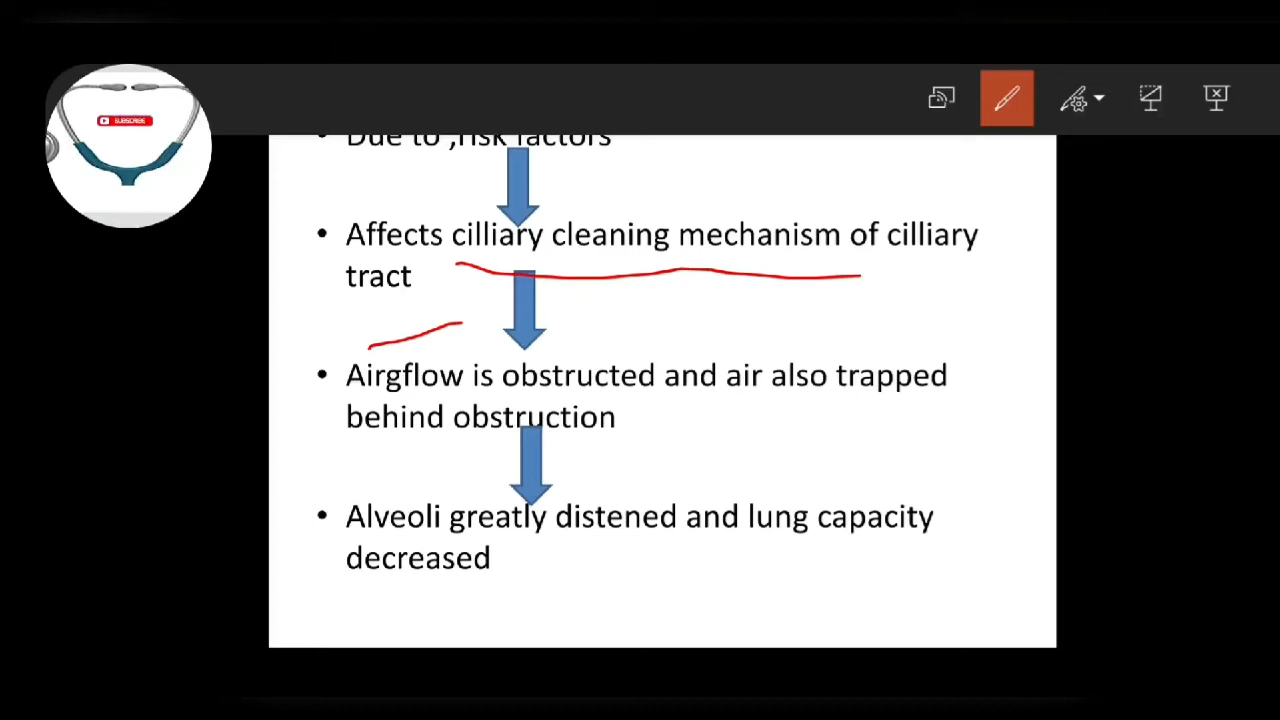 SUBSCRIBE
• Due to ,risk factors
• Affects cilliary cleaning mechanism of cilliary
tract
• Airgflow is obstructed and air also trapped
behind obstruction
• Alveoli greatly distened and lung capacity
decreased